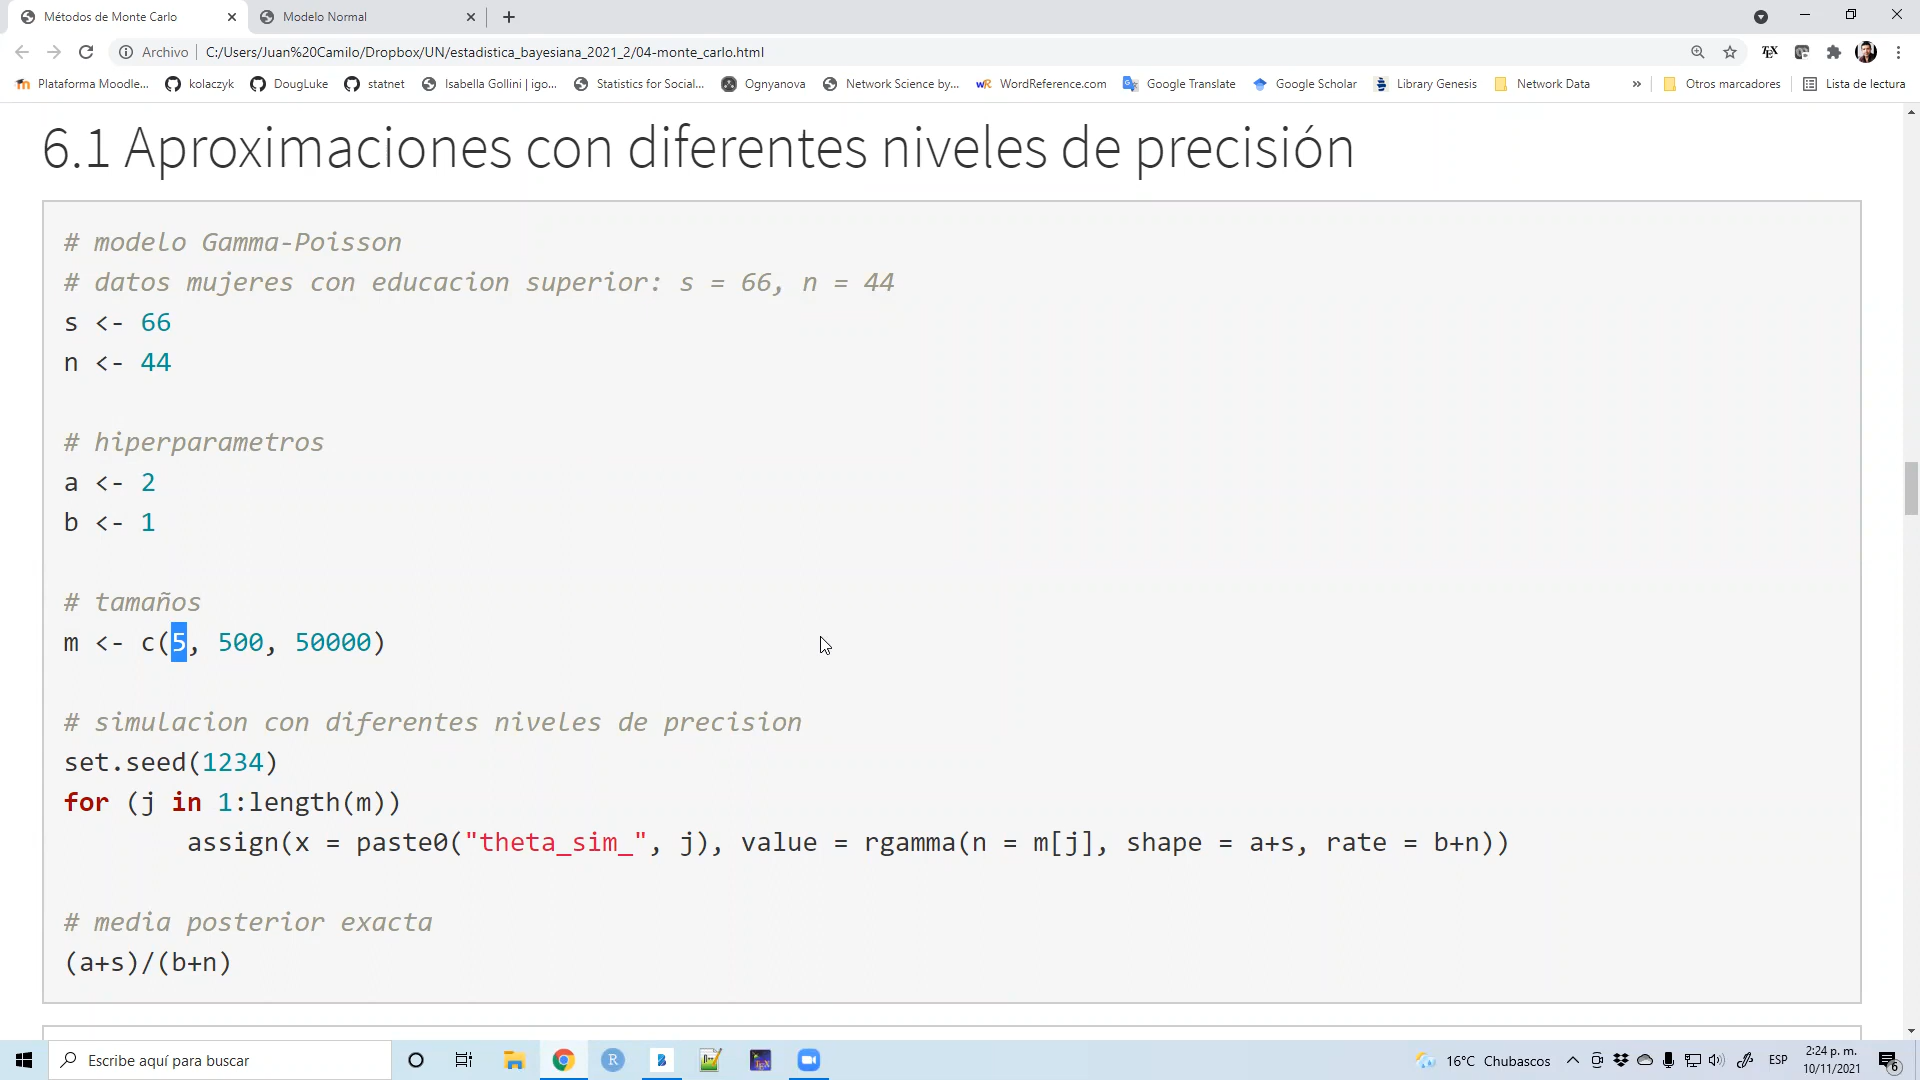 Métodos de Monte Carlo
Modelo Normal
Archivo
C:/Users/Juan%20Camilo/Dropbox/UN/estadistica_bayesiana_2021_2/04-monte_carlo.html
Plataforma Moodle...
kolaczyk
DougLuke
statnet
Isabella Gollini | igo...
Statistics for Social...
Ognyanova
Network Science by...
WordReference.com
Google Translate
Google Scholar
Library Genesis
Network Data
»
Otros marcadores
Lista de lectura
6.1 Aproximaciones con diferentes niveles de precisión
# modelo Gamma-Poisson
# datos mujeres con educacion superior: s = 66, n = 44
s <- 66
n <- 44
# hiperparametros
a <- 2
b <- 1
# tamaños
m <- c(5, 500, 50000)
# simulacion con diferentes niveles de precision
set.seed(1234)
for (j in 1:length(m))
assign(x = paste0("theta_sim_", j), value = rgamma(n = m[j], shape = a+s, rate = b+n))
# media posterior exacta
(a+s)/(b+n)
Escribe aquí para buscar
16°C Chubascos
ESP
2:24 p. m.
10/11/2021
6